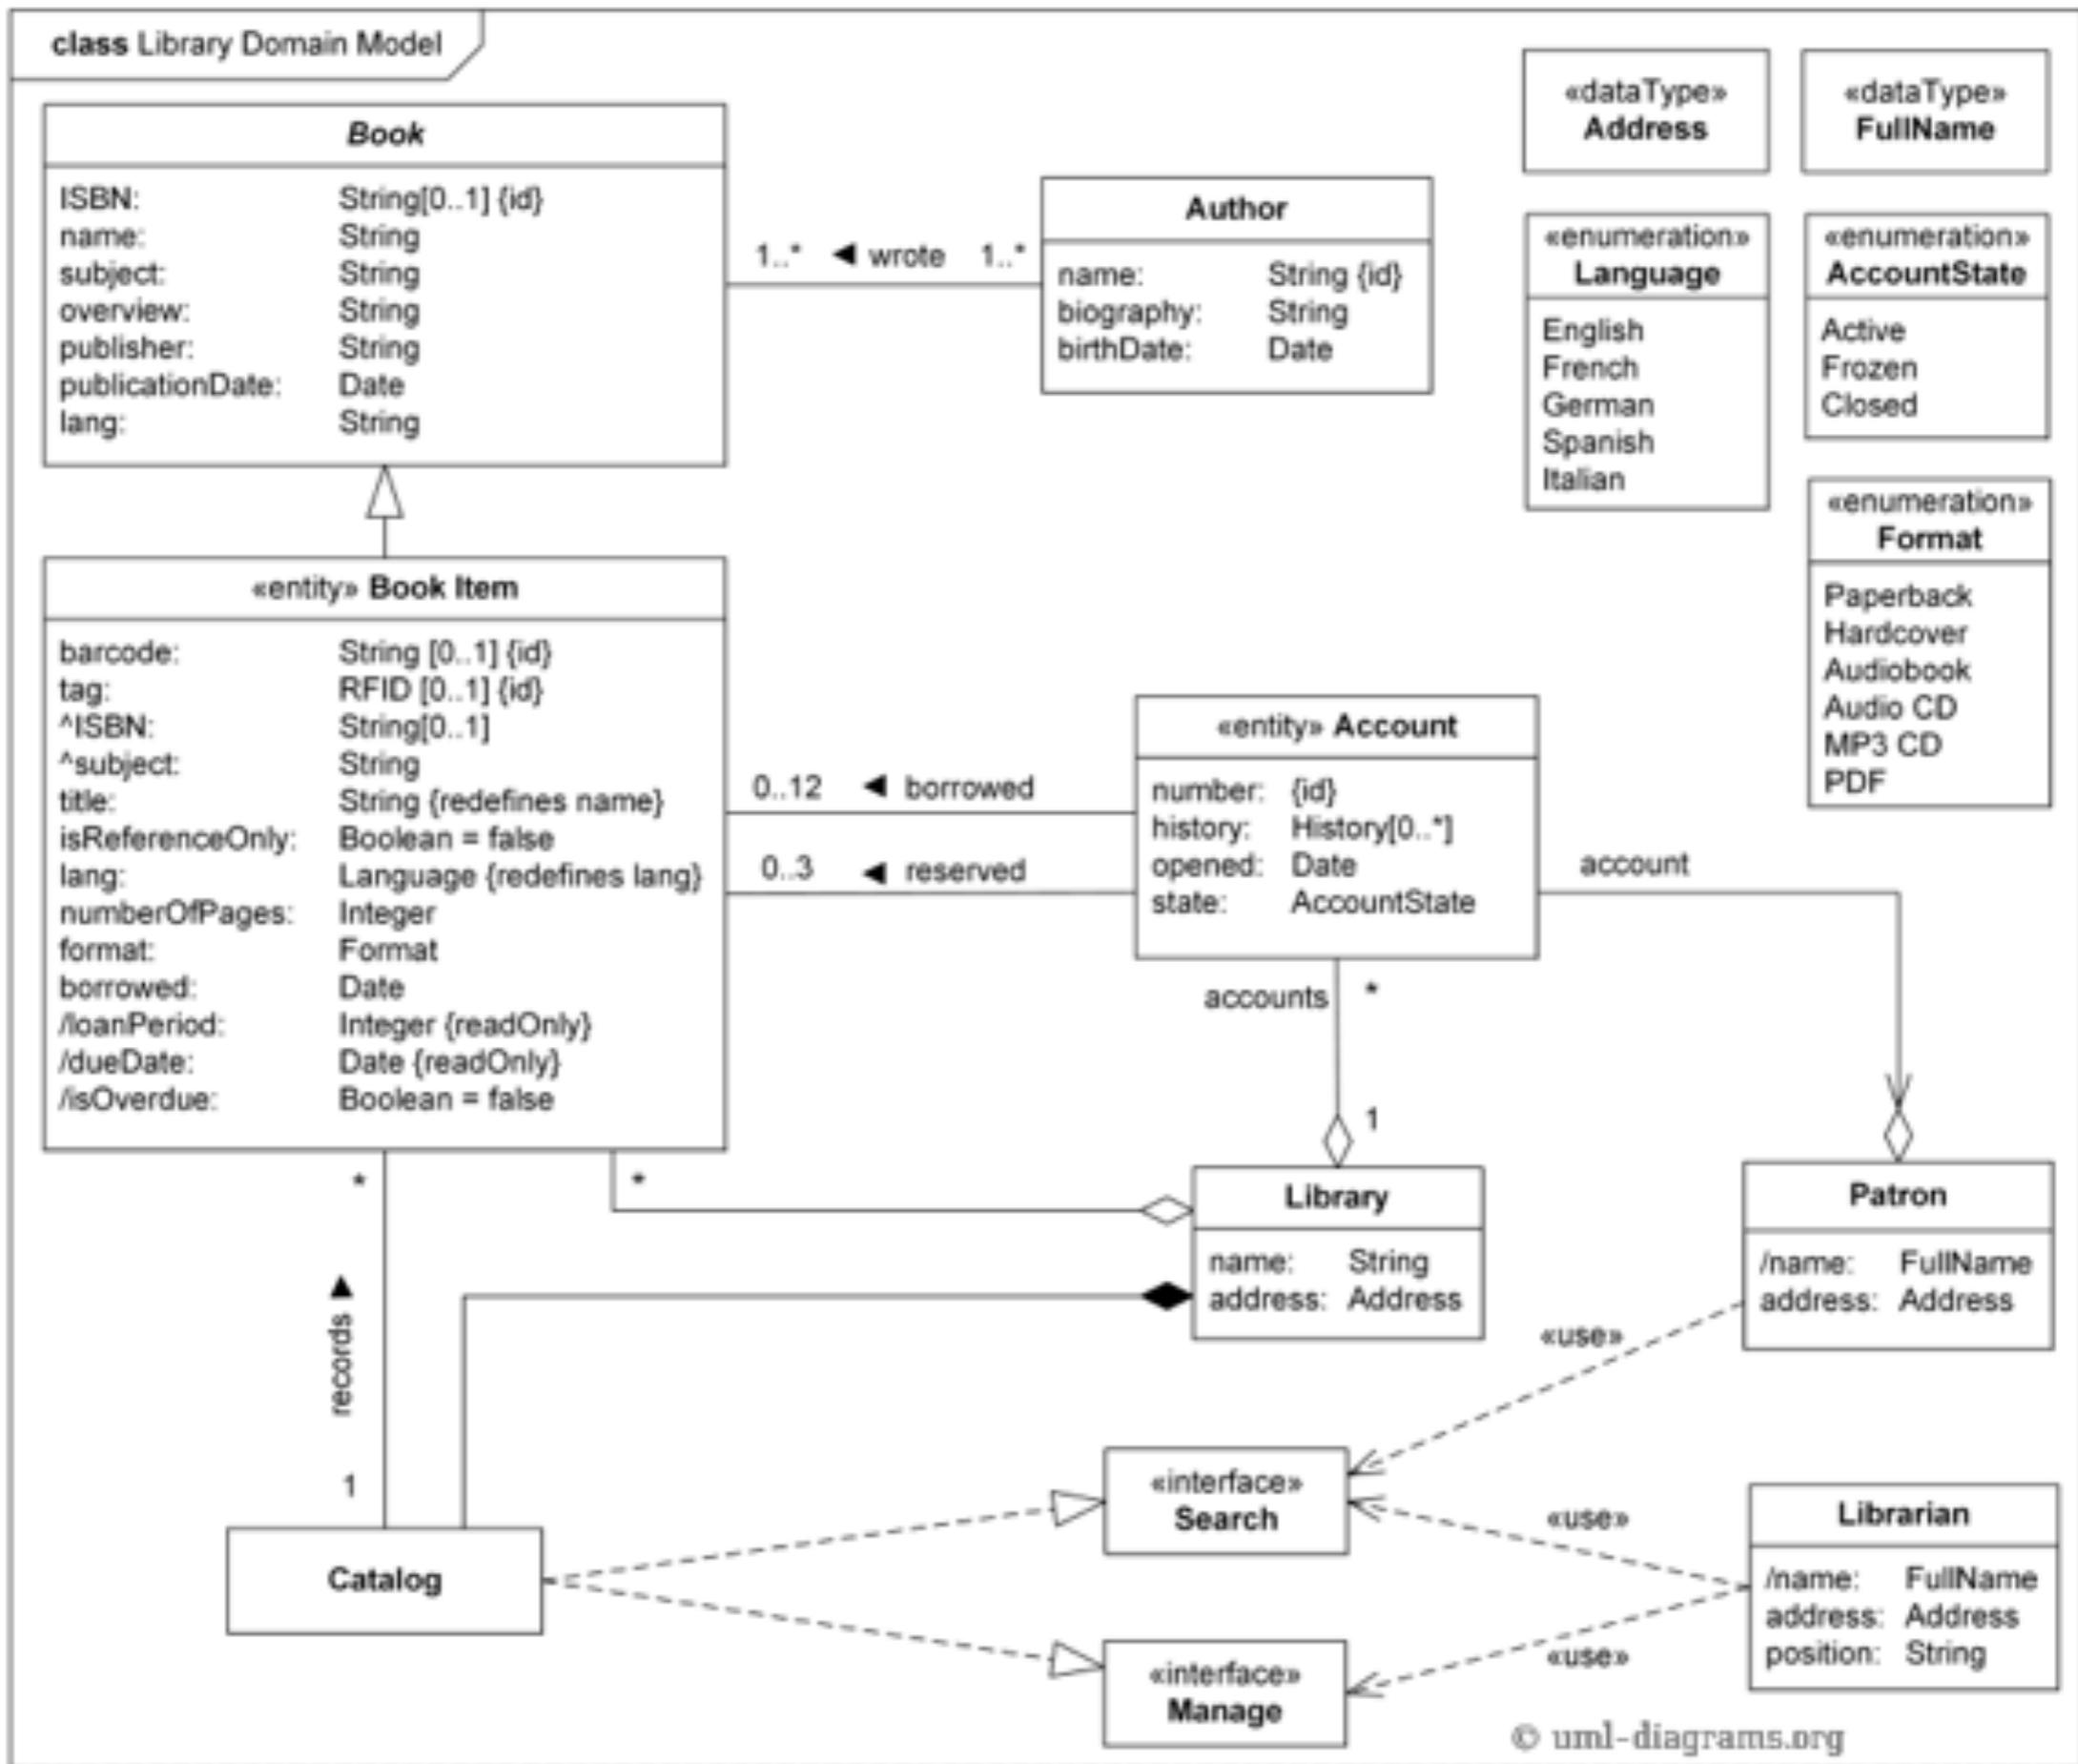 class Library Domain Model
Book
ISBN: String[0..1] {id}
name: String
subject: String
overview: String
publisher: String
publicationDate: Date
lang: String
1..* ◄ wrote 1..*
Author
name: String {id}
biography: String
birthDate: Date
«dataType»
Address
«dataType»
FullName
«enumeration»
Language
English
French
German
Spanish
Italian
«enumeration»
AccountState
Active
Frozen
Closed
«enumeration»
Format
Paperback
Hardcover
Audiobook
Audio CD
MP3 CD
PDF
«entity» Book Item
barcode: String [0..1] {id}
tag: RFID [0..1] {id}
^ISBN: String[0..1]
^subject: String
title: String {redefines name}
isReferenceOnly: Boolean = false
lang: Language {redefines lang}
numberOfPages: Integer
format: Format
borrowed: Date
/loanPeriod: Integer {readOnly}
/dueDate: Date {readOnly}
/isOverdue: Boolean = false
0..12 ◄ borrowed
0..3 ◄ reserved
«entity» Account
number: {id}
history: History[0..*]
opened: Date
state: AccountState
account
accounts *
1
* *
Library
name: String
address: Address
Patron
/name: FullName
address: Address
records ►
1
«use»
Catalog
«interface»
Search
«use»
«use»
«interface»
Manage
Librarian
/name: FullName
address: Address
position: String
© uml-diagrams.org